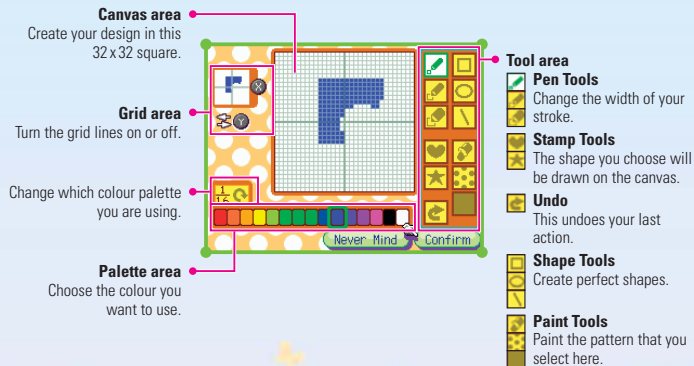 Canvas area
Create your design in this
32 x 32 square.
Grid area
Turn the grid lines on or off.
Change which colour palette
you are using.
Palette area
Choose the colour you
want to use.
X
Y
1
16
Never Mind
Confirm
Tool area
Pen Tools
Change the width of your
stroke.
Stamp Tools
The shape you choose will
be drawn on the canvas.
Undo
This undoes your last
action.
Shape Tools
Create perfect shapes.
Paint Tools
Paint the pattern that you
select here.